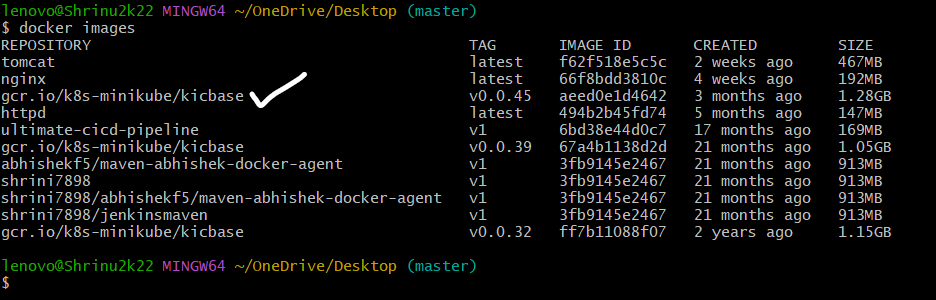 lenovo@Shrinu2k22 MINGW64 ~/OneDrive/Desktop (master)
$ docker images
REPOSITORY TAG IMAGE ID CREATED SIZE
tomcat latest f62f518e5c5c 2 weeks ago 467MB
nginx latest 66f8bdd3810c 4 weeks ago 192MB
gcr.io/k8s-minikube/kicbase v0.0.45 aeed0e1d4642 3 months ago 1.28GB
httpd latest 494b2b45fd74 5 months ago 147MB
ultimate-cicd-pipeline v1 6bd38e44d0c7 17 months ago 169MB
gcr.io/k8s-minikube/kicbase v0.0.39 67a4b1138d2d 21 months ago 1.05GB
abhishekf5/maven-abhishek-docker-agent v1 3fb9145e2467 21 months ago 913MB
shrini7898 v1 3fb9145e2467 21 months ago 913MB
shrini7898/abhishekf5/maven-abhishek-docker-agent v1 3fb9145e2467 21 months ago 913MB
shrini7898/jenkinsmaven v1 3fb9145e2467 21 months ago 913MB
gcr.io/k8s-minikube/kicbase v0.0.32 ff7b11088f07 2 years ago 1.15GB
lenovo@Shrinu2k22 MINGW64 ~/OneDrive/Desktop (master)
$